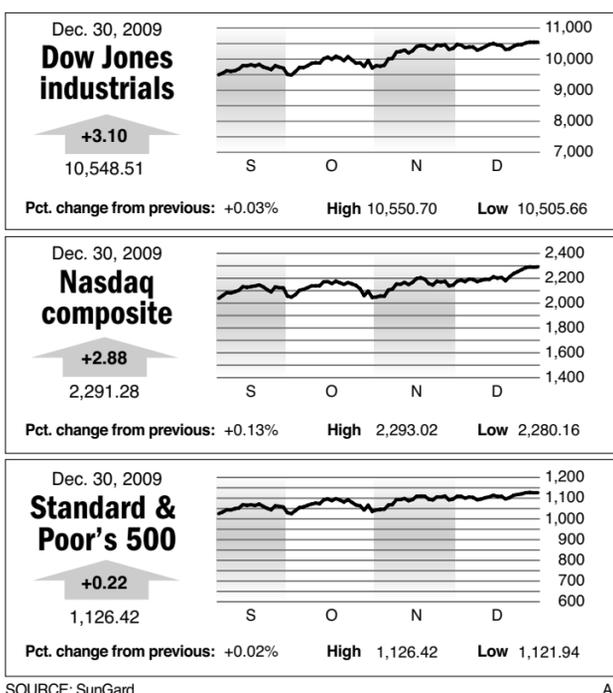 Dec. 30, 2009
Dow Jones
industrials
+3.10
10,548.51
11,000
10,000
9,000
8,000
7,000
S O N D
Pct. change from previous: +0.03% High 10,550.70 Low 10,505.66
Dec. 30, 2009
Nasdaq
composite
+2.88
2,291.28
2,400
2,200
2,000
1,800
1,600
1,400
S O N D
Pct. change from previous: +0.13% High 2,293.02 Low 2,280.16
Dec. 30, 2009
Standard &
Poor's 500
+0.22
1,126.42
1,200
1,100
1,000
900
800
700
600
S O N D
Pct. change from previous: +0.02% High 1,126.42 Low 1,121.94
SOURCE: SunGard